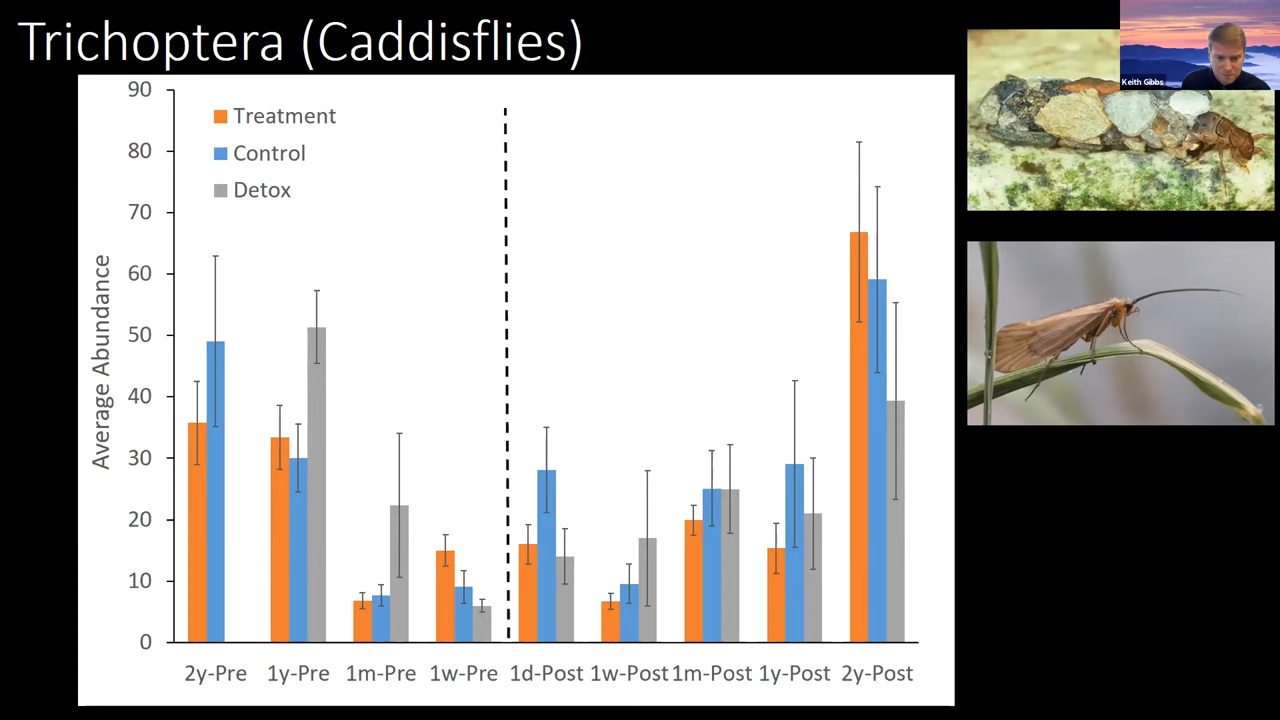 Trichoptera (Caddisflies)
Keith Gibbs
90
80
70
60
50
40
30
20
10
0
Average Abundance
Treatment
Control
Detox
2y-Pre 1y-Pre 1m-Pre 1w-Pre 1d-Post 1w-Post 1m-Post 1y-Post 2y-Post